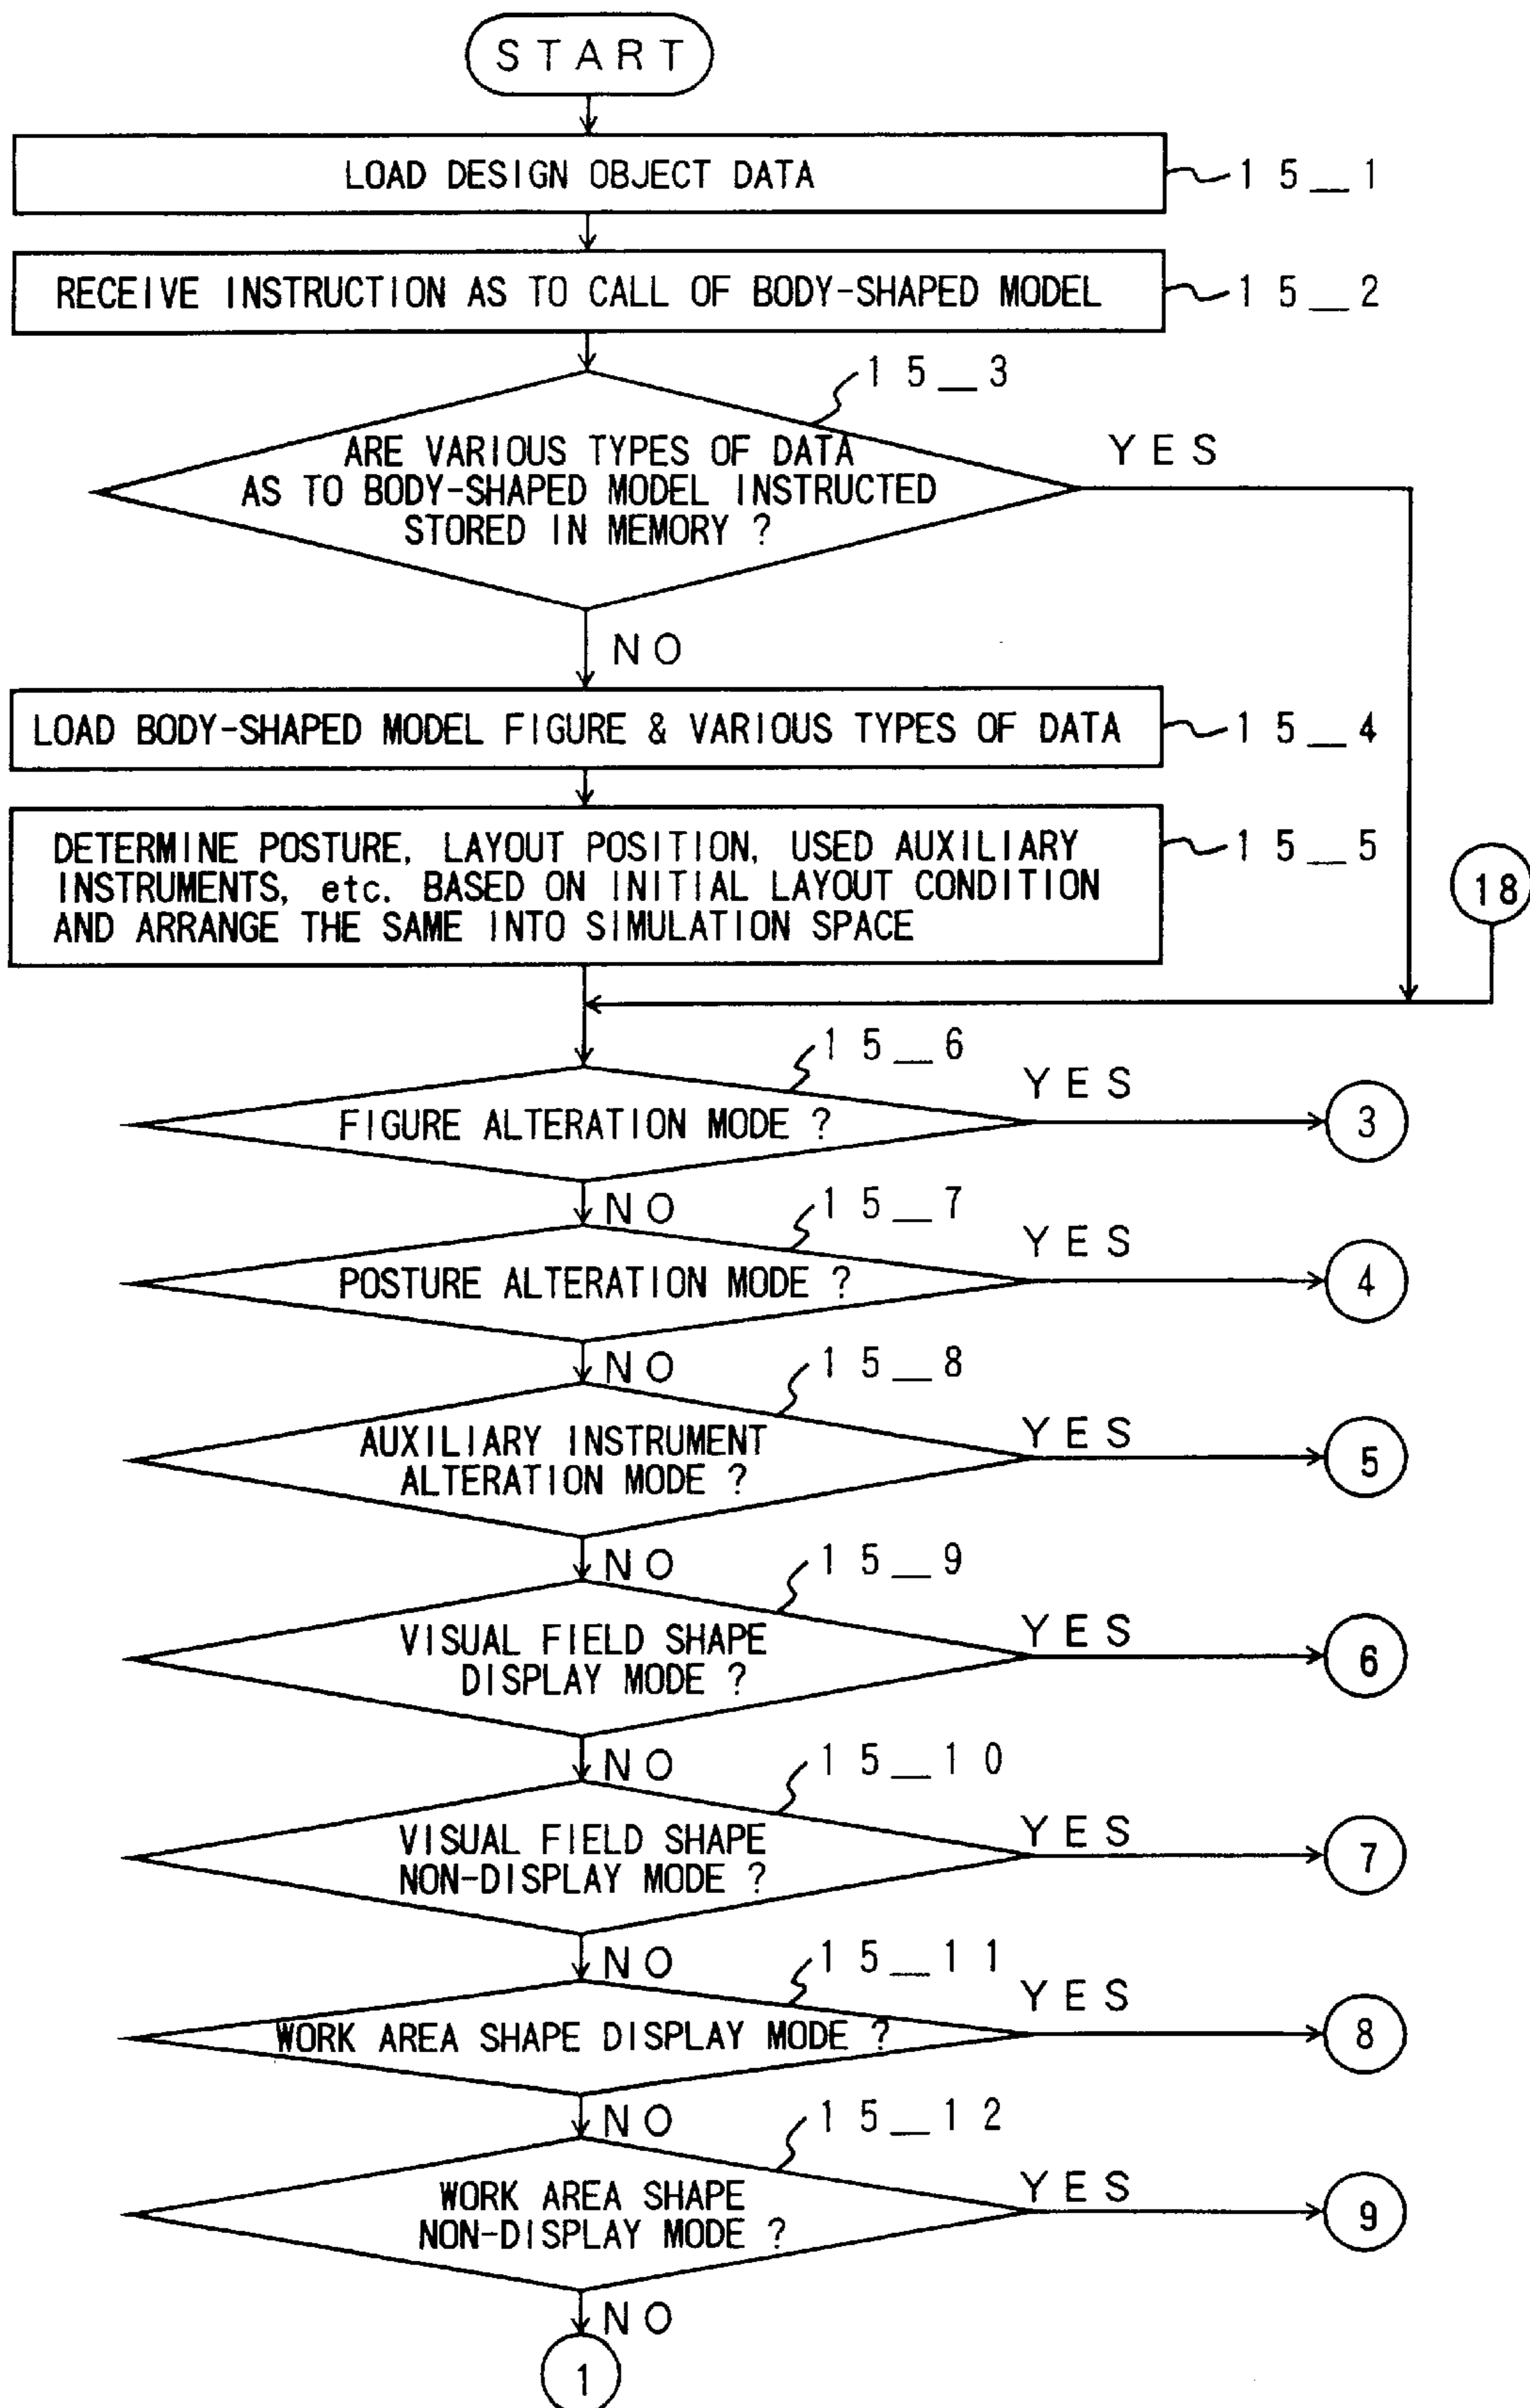 START
LOAD DESIGN OBJECT DATA
15_1
RECEIVE INSTRUCTION AS TO CALL OF BODY-SHAPED MODEL
15_2
15_3
ARE VARIOUS TYPES OF DATA
AS TO BODY-SHAPED MODEL INSTRUCTED
STORED IN MEMORY ?
YES
NO
LOAD BODY-SHAPED MODEL FIGURE & VARIOUS TYPES OF DATA
15_4
DETERMINE POSTURE, LAYOUT POSITION, USED AUXILIARY
INSTRUMENTS, etc. BASED ON INITIAL LAYOUT CONDITION
AND ARRANGE THE SAME INTO SIMULATION SPACE
15_5
18
15_6
FIGURE ALTERATION MODE ?
YES
3
NO
15_7
POSTURE ALTERATION MODE ?
YES
4
NO
15_8
AUXILIARY INSTRUMENT
ALTERATION MODE ?
YES
5
NO
15_9
VISUAL FIELD SHAPE
DISPLAY MODE ?
YES
6
NO
15_10
VISUAL FIELD SHAPE
NON-DISPLAY MODE ?
YES
7
NO
15_11
WORK AREA SHAPE DISPLAY MODE ?
YES
8
NO
15_12
WORK AREA SHAPE
NON-DISPLAY MODE ?
YES
9
NO
1